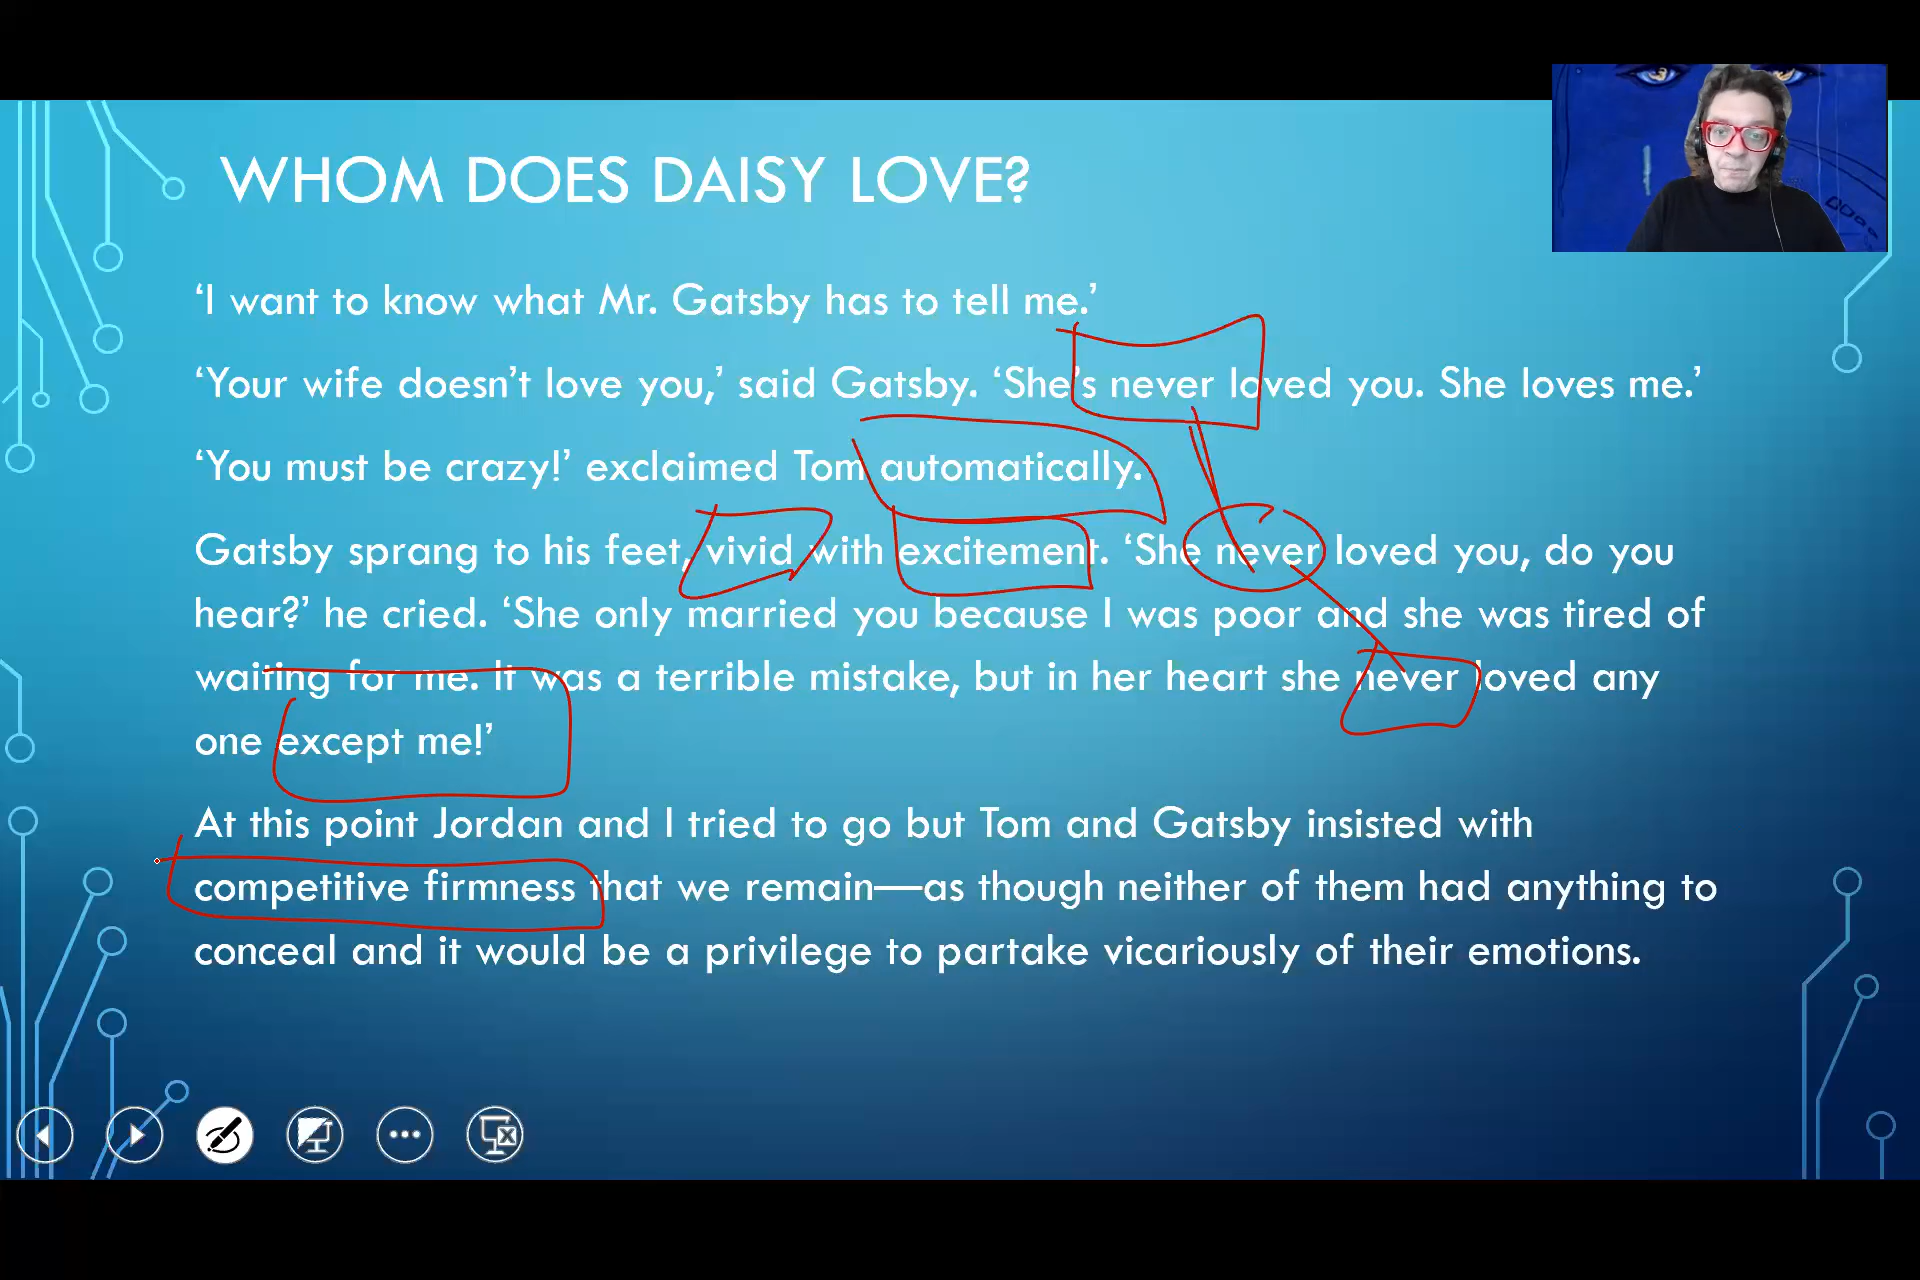 WHOM DOES DAISY LOVE?
‘I want to know what Mr. Gatsby has to tell me.’
‘Your wife doesn’t love you,’ said Gatsby. ‘She’s never loved you. She loves me.’
‘You must be crazy!’ exclaimed Tom automatically.
Gatsby sprang to his feet, vivid with excitement. ‘She never loved you, do you
hear?’ he cried. ‘She only married you because I was poor and she was tired of
waiting for me. It was a terrible mistake, but in her heart she never loved any
one except me!’
At this point Jordan and I tried to go but Tom and Gatsby insisted with
competitive firmness that we remain—as though neither of them had anything to
conceal and it would be a privilege to partake vicariously of their emotions.